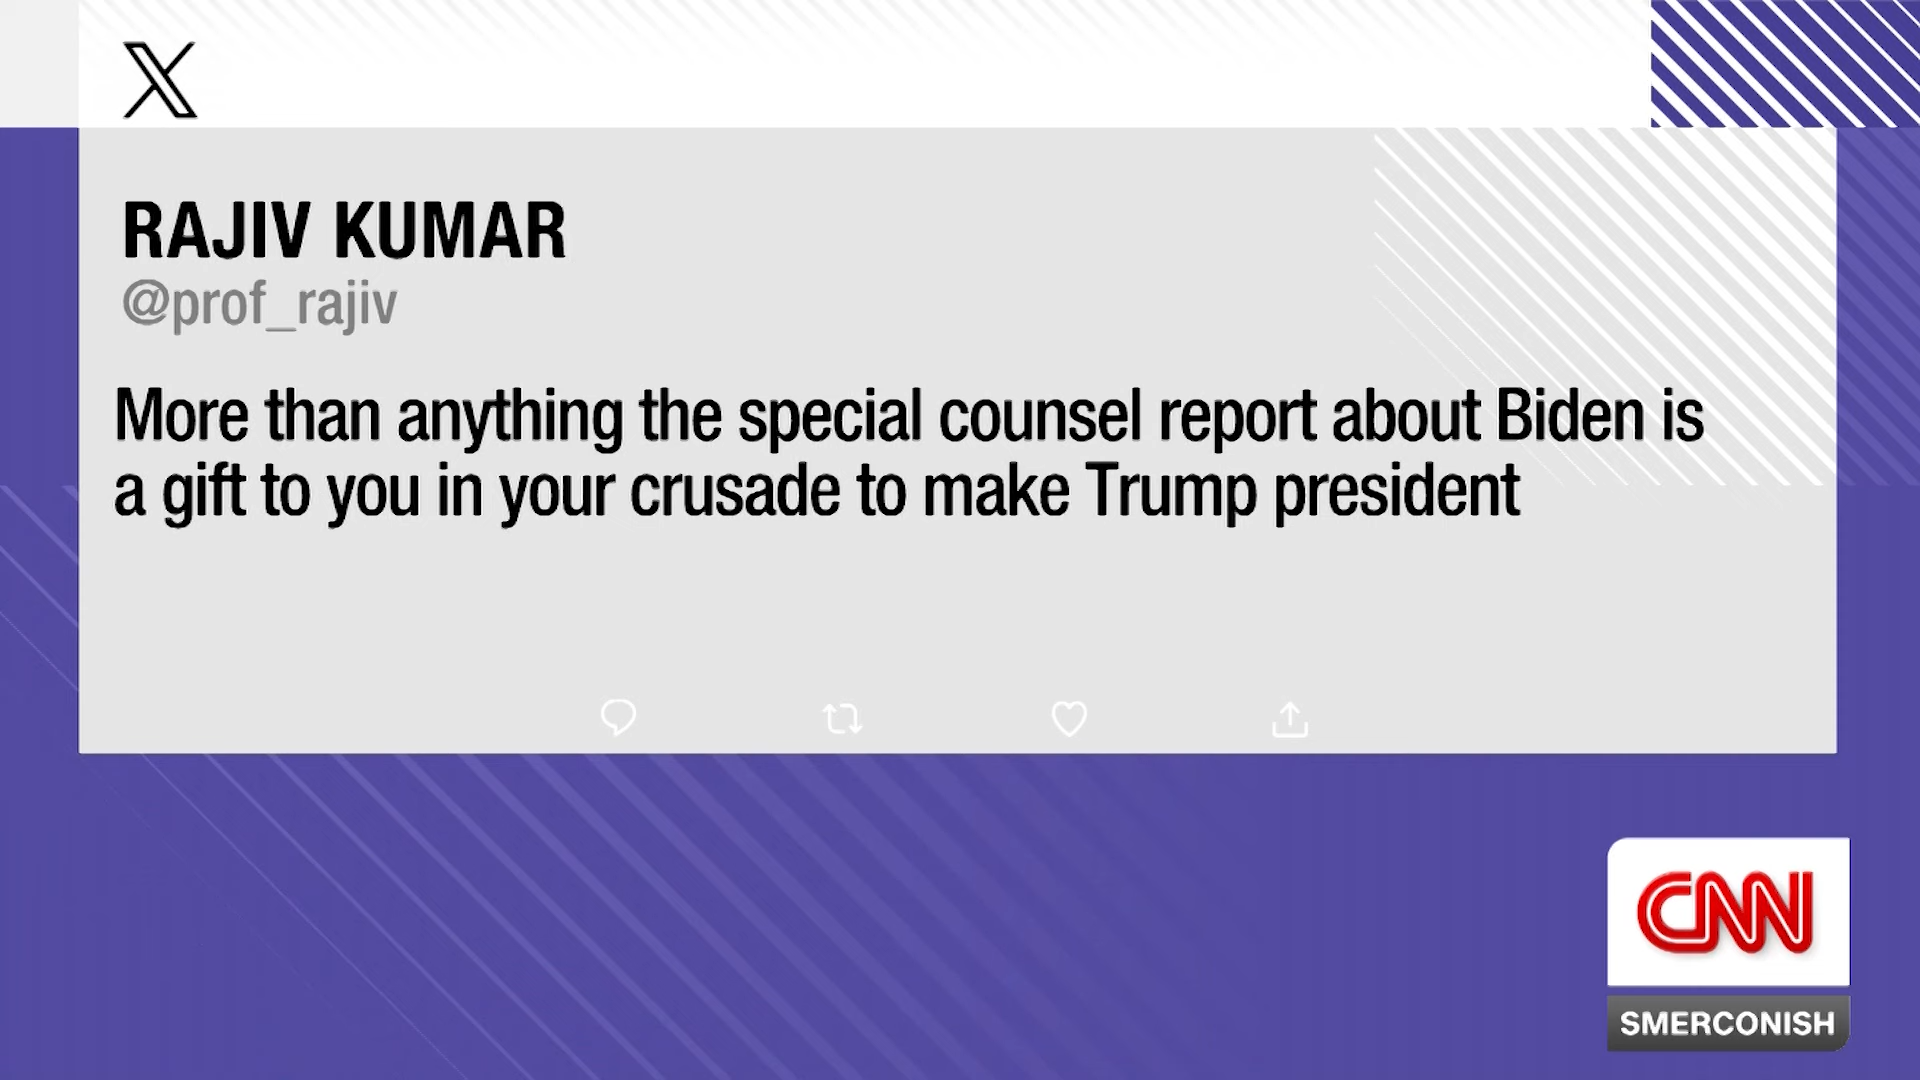 X
RAJIV KUMAR
@prof_rajiv
More than anything the special counsel report about Biden is
a gift to you in your crusade to make Trump president
CNN
SMERCONISH